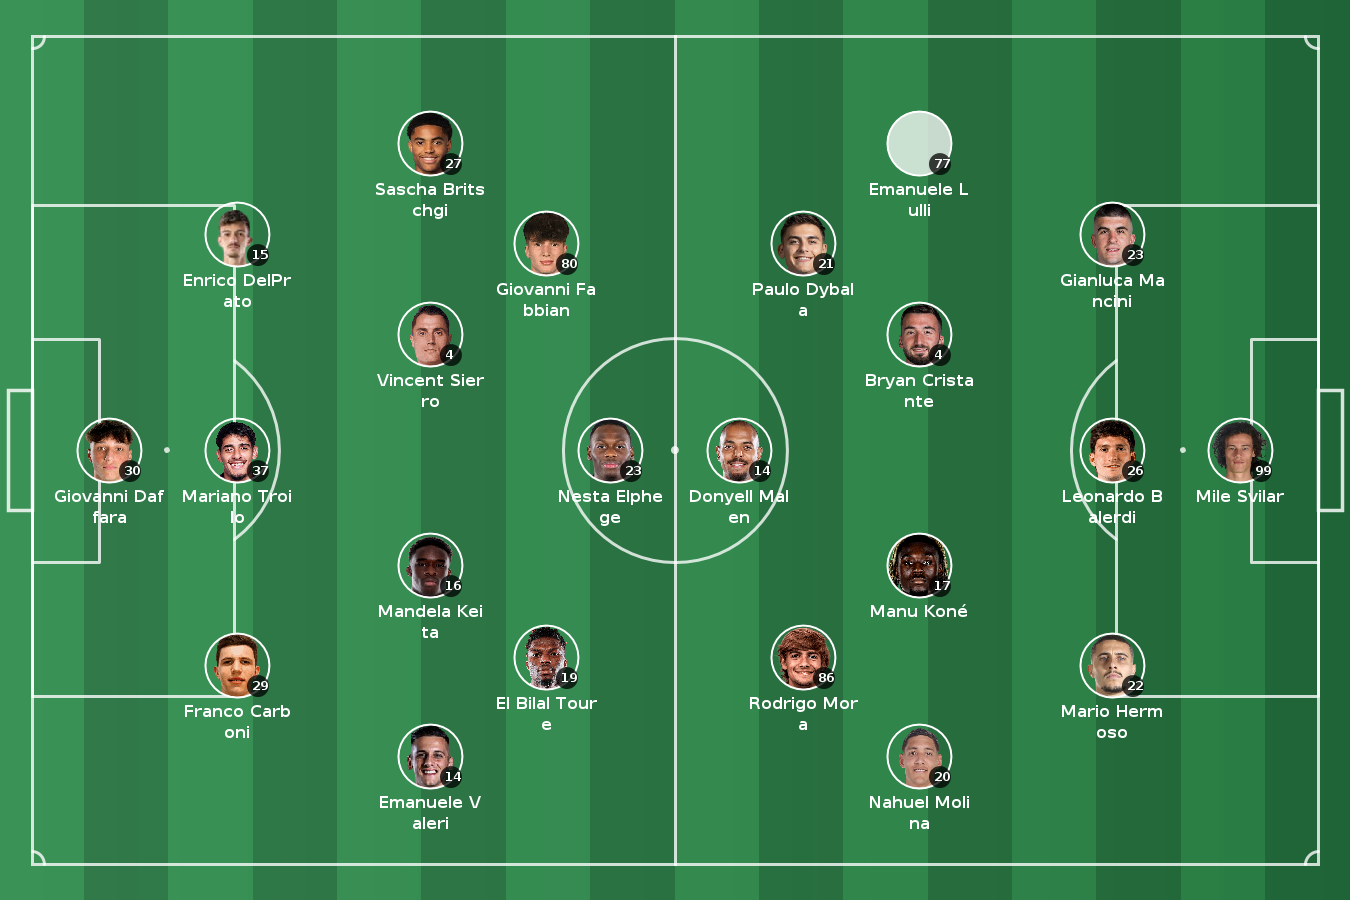 27
Sascha Brits
chgi
77
Emanuele L
ulli
15
Enrico DelPr
ato
80
Giovanni Fa
bbian
21
Paulo Dybal
a
23
Gianluca Ma
ncini
4
Vincent Sier
ro
4
Bryan Crista
nte
30
Giovanni Daf
fara
37
Mariano Troi
lo
23
Nesta Elphe
ge
14
Donyell Mal
en
26
Leonardo B
alerdi
99
Mile Svilar
16
Mandela Kei
ta
17
Manu Koné
29
Franco Carb
oni
19
El Bilal Tour
e
86
Rodrigo Mor
a
22
Mario Herm
oso
14
Emanuele V
aleri
20
Nahuel Moli
na